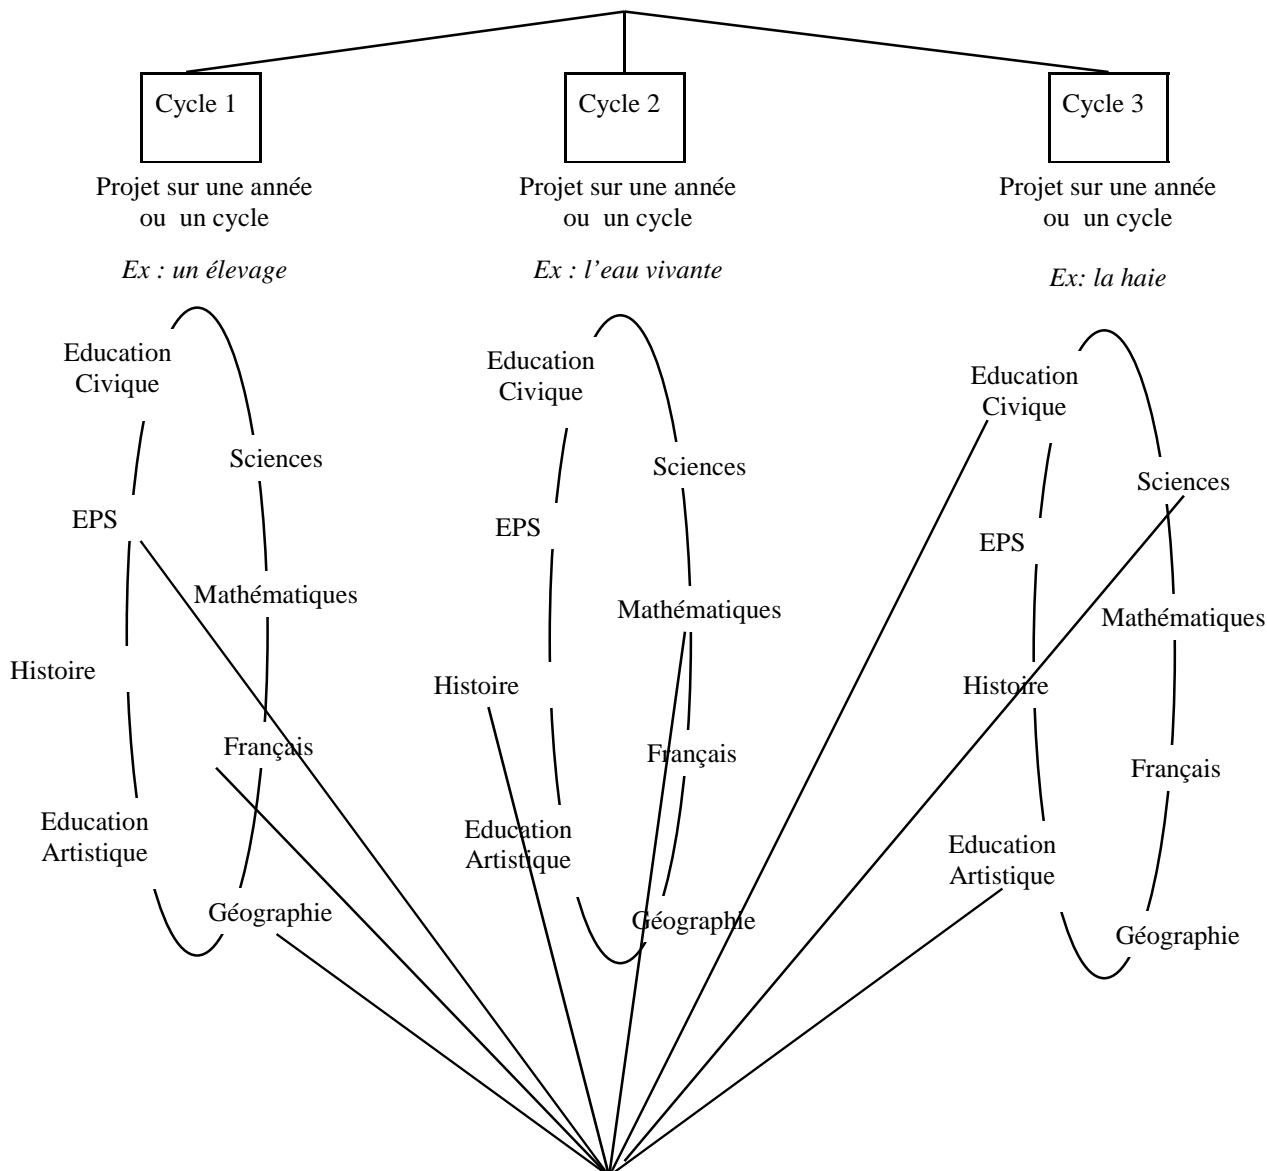 Cycle 1
Projet sur une année
ou un cycle
Ex : un élevage
Education
Civique
Sciences
EPS
Mathématiques
Histoire
Français
Education
Artistique
Géographie
Cycle 2
Projet sur une année
ou un cycle
Ex : l’eau vivante
Education
Civique
Sciences
EPS
Mathématiques
Histoire
Français
Education
Artistique
Géographie
Cycle 3
Projet sur une année
ou un cycle
Ex: la haie
Education
Civique
Sciences
EPS
Mathématiques
Histoire
Français
Education
Artistique
Géographie